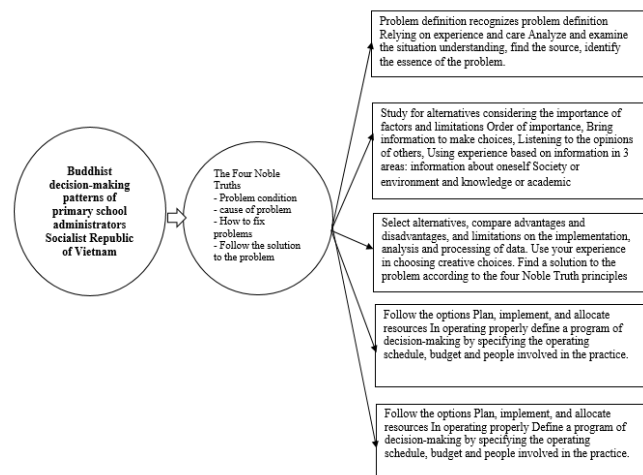 Buddhist
decision-making
patterns of
primary school
administrators
Socialist Republic
of Vietnam
The Four Noble
Truths
- Problem condition
- cause of problem
- How to fix
problems
- Follow the solution
to the problem
Problem definition recognizes problem definition
Relying on experience and care Analyze and examine
the situation understanding, find the source, identify
the essence of the problem.
Study for alternatives considering the importance of
factors and limitations Order of importance, Bring
information to make choices, Listening to the opinions
of others, Using experience based on information in 3
areas: information about oneself Society or
environment and knowledge or academic
Select alternatives, compare advantages and
disadvantages, and limitations on the implementation,
analysis and processing of data. Use your experience
in choosing creative choices. Find a solution to the
problem according to the four Noble Truth principles
Follow the options Plan, implement, and allocate
resources In operating properly define a program of
decision-making by specifying the operating
schedule, budget and people involved in the practice.
Follow the options Plan, implement, and allocate
resources In operating properly Define a program of
decision-making by specifying the operating
schedule, budget and people involved in the practice.